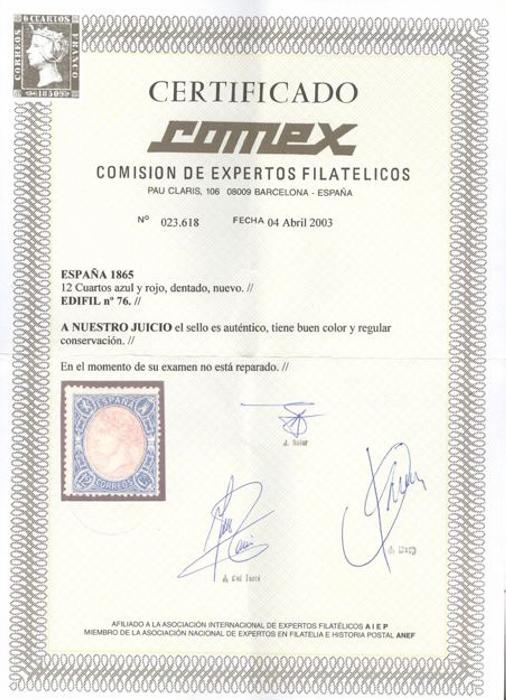 6 CUARTOS
CORREOS
FRANCO
1850
CERTIFICADO
comex
COMISION DE EXPERTOS FILATELICOS
PAU CLARIS, 106 08009 BARCELONA - ESPAÑA
Nº 023.618 FECHA 04 Abril 2003
ESPAÑA 1865
12 Cuartos azul y rojo, dentado, nuevo. //
EDIFIL nº 76. //
A NUESTRO JUICIO el sello es auténtico, tiene buen color y regular
conservación. //
En el momento de su examen no está reparado. //
ESPAÑA
12 CORREOS Cs
AFILIADO A LA ASOCIACIÓN INTERNACIONAL DE EXPERTOS FILATÉLICOS A I E P
MIEMBRO DE LA ASOCIACIÓN NACIONAL DE EXPERTOS EN FILATELIA E HISTORIA POSTAL ANEF